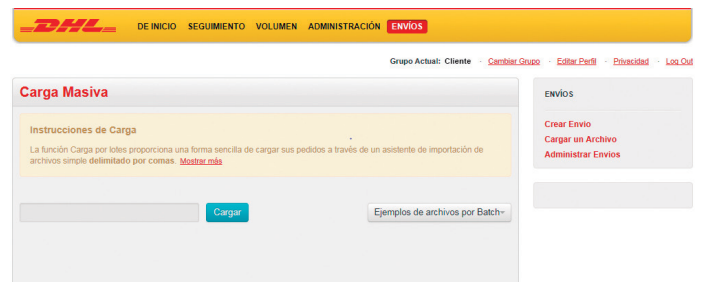 DHL DE INICIO SEGUIMIENTO VOLUMEN ADMINISTRACIÓN ENVÍOS
Grupo Actual: Cliente - Cambiar Grupo - Editar Perfil - Privacidad - Log Out
Carga Masiva
Instrucciones de Carga
La función Carga por lotes proporciona una forma sencilla de cargar sus pedidos a través de un asistente de importación de
archivos simple delimitado por comas. Mostrar más
Cargar
Ejemplos de archivos por Batch
ENVÍOS
Crear Envio
Cargar un Archivo
Administrar Envios